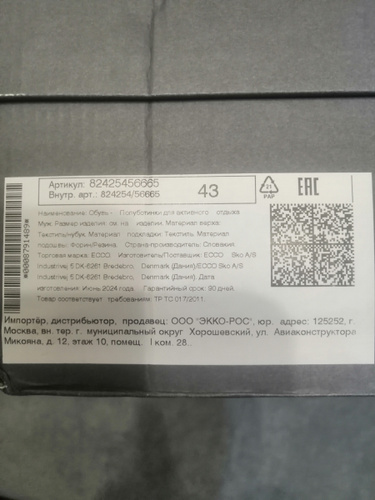 Артикул: 82425456665
Внутр. арт.: 824254/56665
43
21
PAP
EAC
*0008791489*
Наименование: Обувь - Полуботинки для активного отдыха
Муж. Размер изделия: см. на изделии. Материал верха:
Текстиль/нубук. Материал подкладки: Текстиль. Материал
подошвы: Форин/Резина. Страна-производитель: Словакия.
Торговая марка: ECCO. Изготовитель/Поставщик: ECCO Sko A/S
Industrivej 5 DK-6261 Bredebro, Denmark (Дания)/ECCO Sko A/S
Industrivej 5 DK-6261 Bredebro, Denmark (Дания). Дата
изготовления: Июнь 2024 года. Гарантийный срок: 90 дней.
Товар соответствует требованиям ТР ТС 017/2011.
Импортёр, дистрибьютор, продавец: ООО "ЭККО-РОС", юр. адрес: 125252, г.
Москва, вн. тер. г. муниципальный округ Хорошевский, ул. Авиаконструктора
Микояна, д. 12, этаж 10, помещ. I ком. 28.